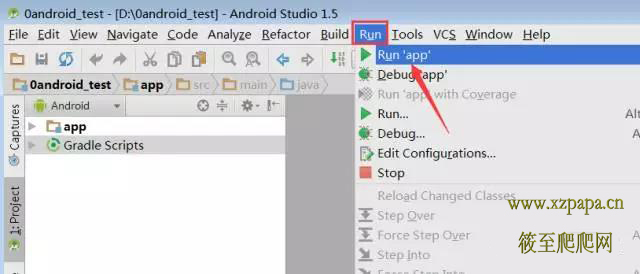 0android_test - [D:\0android_test] - Android Studio 1.5
File Edit View Navigate Code Analyze Refactor Build Run Tools VCS Window Help
0android_test app src main java
Run 'app'
Debug 'app'
Run 'app' with Coverage
Run... Alt
Debug... Al
Edit Configurations...
Stop
Reload Changed Classes
Step Over
Force Step Over
Step Into
Captures
1: Project
Android
app
Gradle Scripts
www.xzpapa.cn
筱至爬爬网